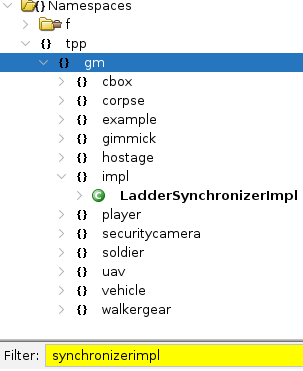 Namespaces
f
{} tpp
{} gm
{} cbox
{} corpse
{} example
{} gimmick
{} hostage
{} impl
C LadderSynchronizerImpl
{} player
{} securitycamera
{} soldier
{} uav
{} vehicle
{} walkergear
Filter: synchronizerimpl